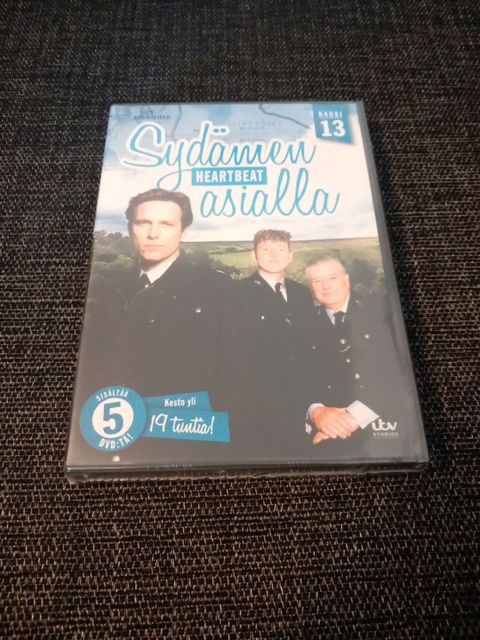 KAUSI
13
Sydämen
HEARTBEAT
asialla
SISÄLTÄÄ
5
DVD:TÄ!
Kesto yli
19 tuntia!
itv
STUDIOS